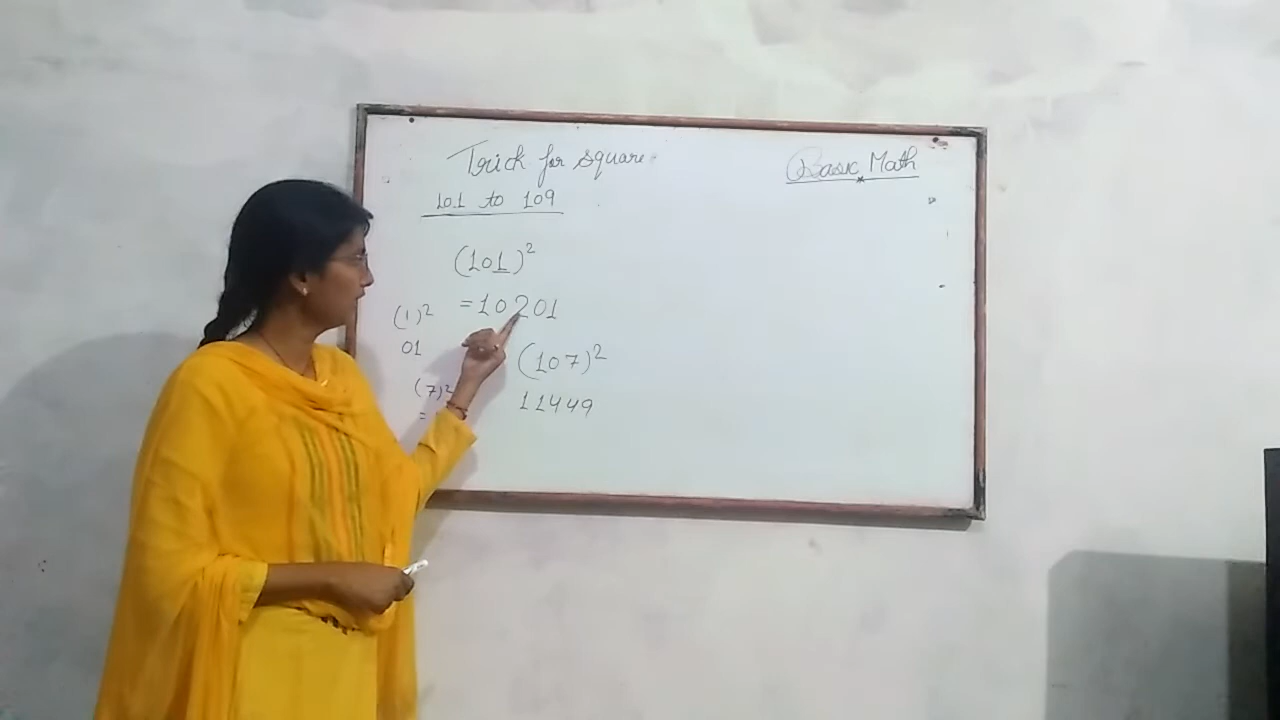 Trick for square
Basic Math
101 to 109
(101)²
= 10201
(1)²
01
(107)²
(7)²
=
11449